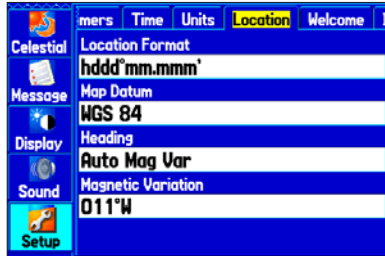 mers Time Units Location Welcome
Celestial
Location Format
hddd°mm.mmm'
Message
Map Datum
WGS 84
Display
Heading
Auto Mag Var
Sound
Magnetic Variation
011°W
Setup